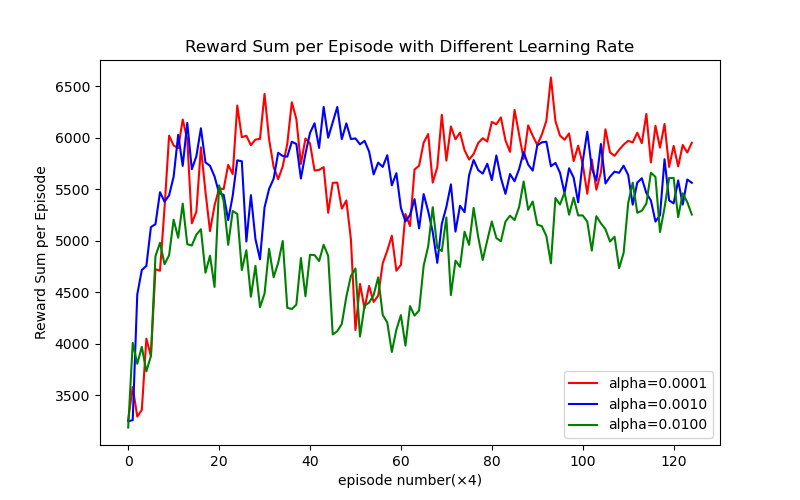 Reward Sum per Episode with Different Learning Rate
Reward Sum per Episode
6500
6000
5500
5000
4500
4000
3500
0 20 40 60 80 100 120
episode number(×4)
alpha=0.0001
alpha=0.0010
alpha=0.0100